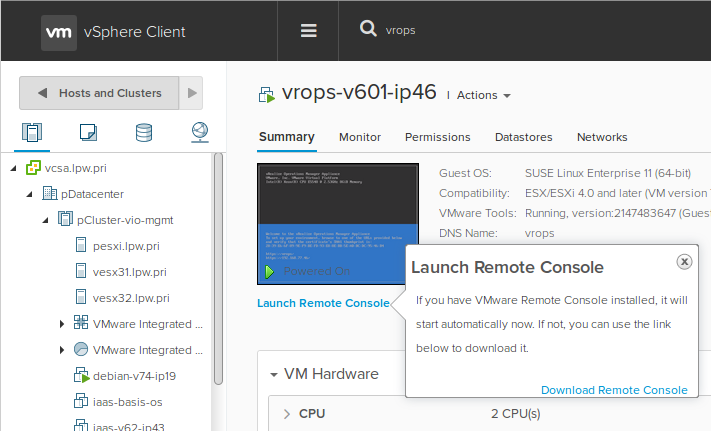 vm vSphere Client
vrops
Hosts and Clusters
vcsa.lpw.pri
pDatacenter
pCluster-vio-mgmt
pesxi.lpw.pri
vesx31.lpw.pri
vesx32.lpw.pri
VMware Integrated ...
VMware Integrated ...
debian-v74-ip19
iaas-basis-os
iaas-v62-ip43
vrops-v601-ip46
Actions
Summary Monitor Permissions Datastores Networks
Powered On
Launch Remote Console
Guest OS: SUSE Linux Enterprise 11 (64-bit)
Compatibility: ESX/ESXi 4.0 and later (VM version
VMware Tools: Running, version:2147483647 (Gues
DNS Name: vrops
Launch Remote Console
If you have VMware Remote Console installed, it will
start automatically now. If not, you can use the link
below to download it.
Download Remote Console
VM Hardware
CPU 2 CPU(s)